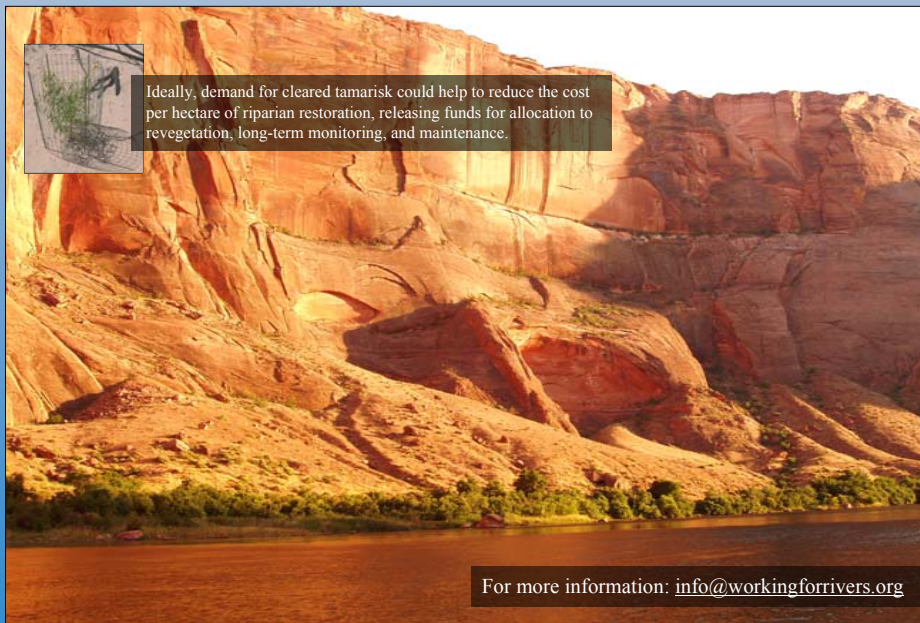 Ideally, demand for cleared tamarisk could help to reduce the cost
per hectare of riparian restoration, releasing funds for allocation to
revegetation, long-term monitoring, and maintenance.
For more information: info@workingforrivers.org